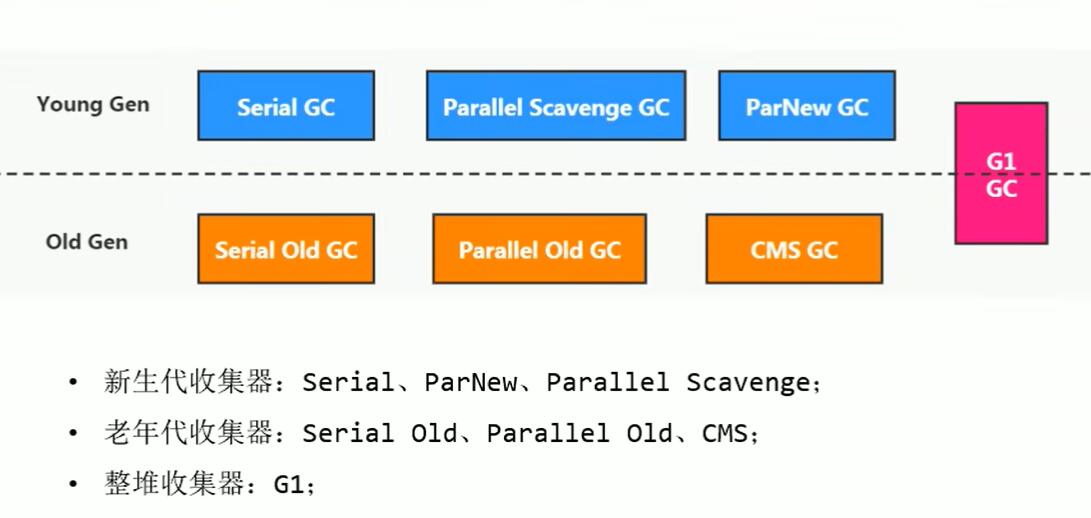 Young Gen
Serial GC
Parallel Scavenge GC
ParNew GC
G1
GC
Old Gen
Serial Old GC
Parallel Old GC
CMS GC
• 新生代收集器：Serial、ParNew、Parallel Scavenge；
• 老年代收集器：Serial Old、Parallel Old、CMS；
• 整堆收集器：G1；